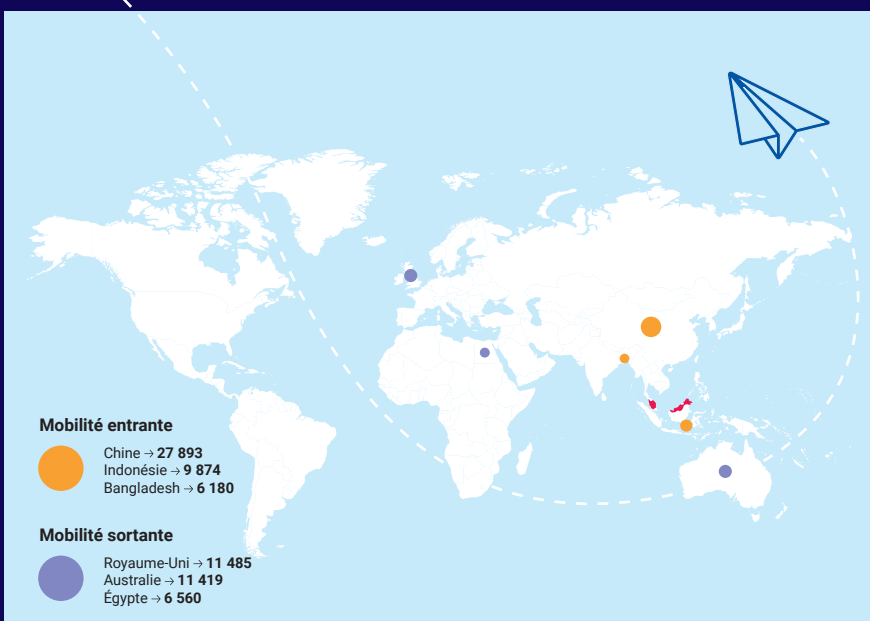 Mobilité entrante
Chine → 27 893
Indonésie → 9 874
Bangladesh → 6 180
Mobilité sortante
Royaume-Uni → 11 485
Australie → 11 419
Égypte → 6 560